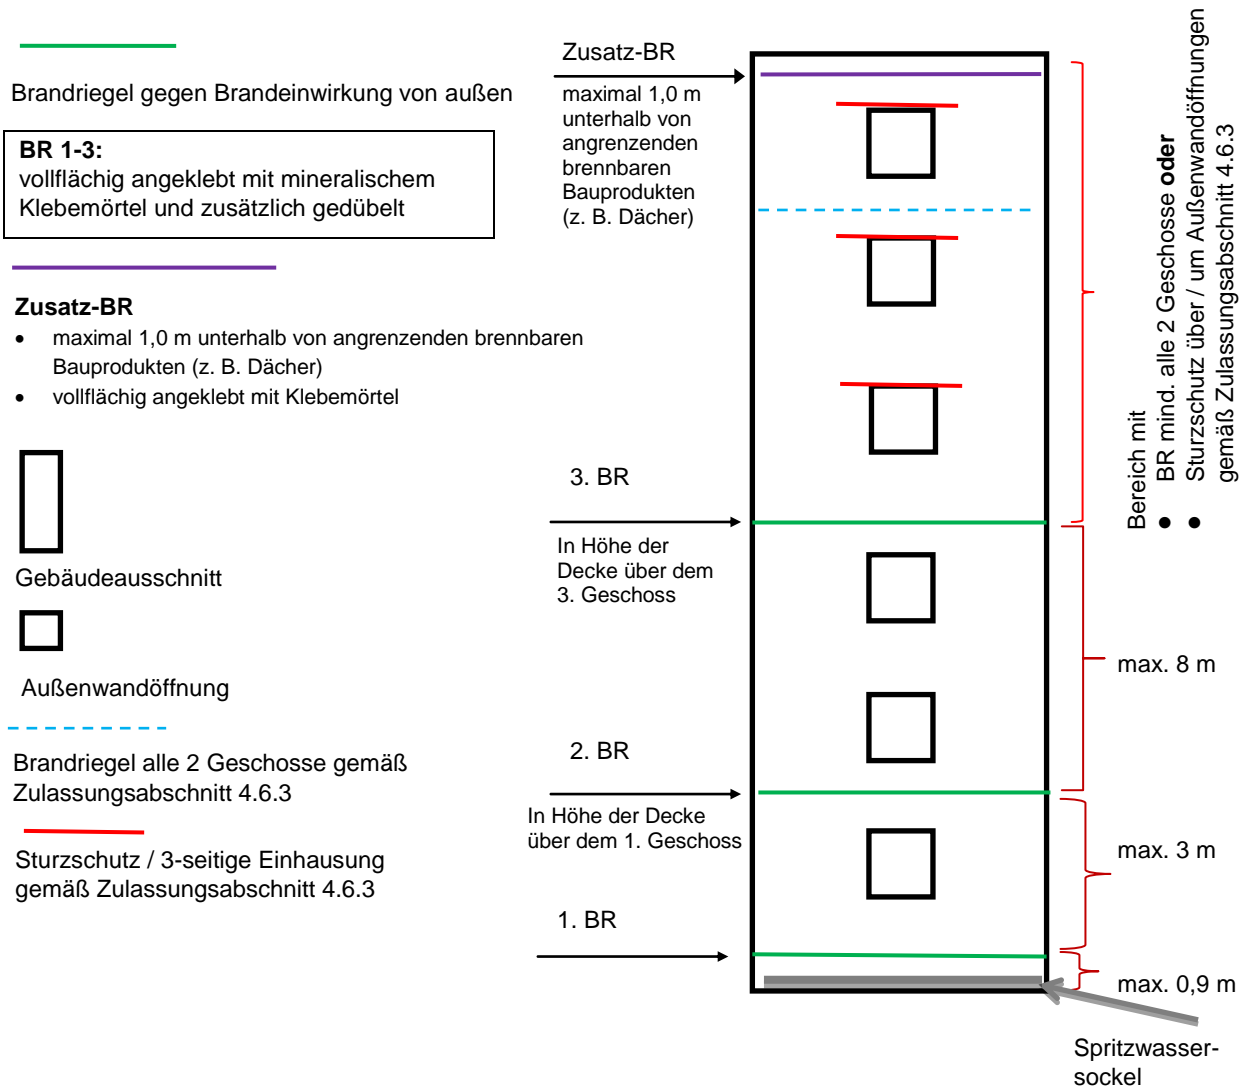 Brandriegel gegen Brandeinwirkung von außen
BR 1-3:
vollflächig angeklebt mit mineralischem
Klebemörtel und zusätzlich gedübelt
Zusatz-BR
• maximal 1,0 m unterhalb von angrenzenden brennbaren
Bauprodukten (z. B. Dächer)
• vollflächig angeklebt mit Klebemörtel
Gebäudeausschnitt
Außenwandöffnung
Brandriegel alle 2 Geschosse gemäß
Zulassungsabschnitt 4.6.3
Sturzschutz / 3-seitige Einhausung
gemäß Zulassungsabschnitt 4.6.3
Zusatz-BR
maximal 1,0 m
unterhalb von
angrenzenden
brennbaren
Bauprodukten
(z. B. Dächer)
3. BR
In Höhe der
Decke über dem
3. Geschoss
2. BR
In Höhe der Decke
über dem 1. Geschoss
1. BR
Bereich mit
• BR mind. alle 2 Geschosse oder
• Sturzschutz über / um Außenwandöffnungen
gemäß Zulassungsabschnitt 4.6.3
max. 8 m
max. 3 m
max. 0,9 m
Spritzwasser-
sockel